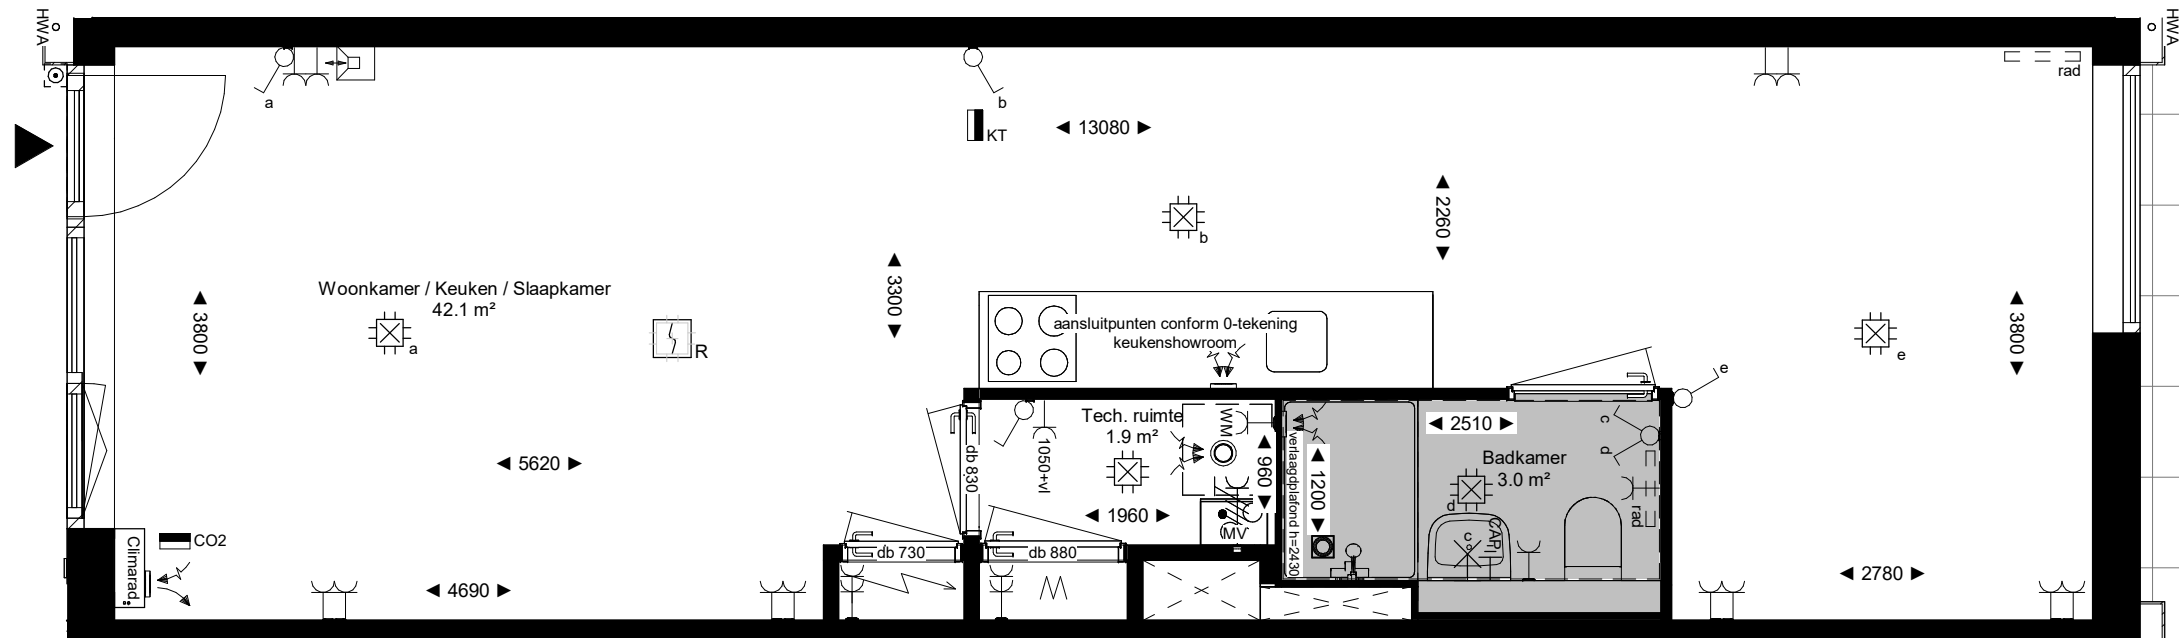 HWA
HWA
a
b
rad
KT
13080
2260
b
Woonkamer / Keuken / Slaapkamer
42.1 m²
3800
a
R
3300
aansluitpunten conform 0-tekening
keukenshowroom
e
3800
e
Tech. ruimte
1.9 m²
WM
1050+vl
db 830
960
verlaagdplafond h=2430
1200
2510
c
d
Badkamer
3.0 m²
d
rad
5620
1960
MV
c
CAP
CO2
Climarad
db 730
db 880
4690
2780